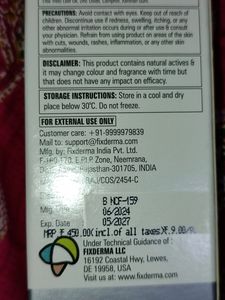 PRECAUTIONS: Avoid contact with eyes. Keep out of reach of
children. Discontinue use if redness, swelling, itching, or any
other abnormal irritation occurs during or after use & consult
your physician. Refrain from using product on areas of the skin
with cuts, wounds, rashes, inflammation, or any other skin
abnormalities.
DISCLAIMER: This product contains natural actives &
it may change colour and fragrance with time but
that does not have any impact on efficacy.
STORAGE INSTRUCTIONS: Store in a cool and dry
place below 30°C. Do not freeze.
FOR EXTERNAL USE ONLY
Customer care: +91-9999979839
Mail to: support@fixderma.com
Mfg. by: Fixderma India Pvt. Ltd.
EPIP Zone, Neemrana,
Rajasthan-301705, INDIA
RAJ/COS/2454-C
B NOF-159
Mfg. 06/2024
Exp. Date 05/2027
MRP ₹ 450.00(incl.of all taxes)
Under Technical Guidance of :
FIXDERMA LLC
16192 Coastal Hwy, Lewes,
DE 19958, USA
Visit us: www.fixderma.com